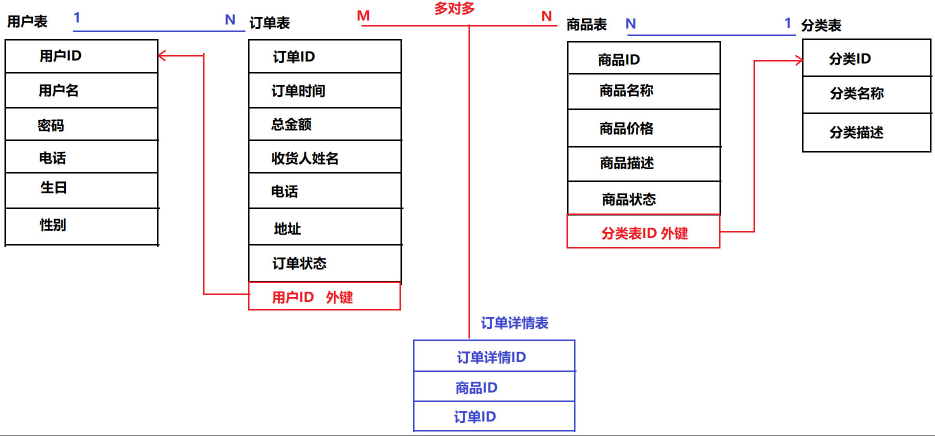 用户表
1
N
订单表
M
多对多
N
商品表
N
1
分类表
用户ID
用户名
密码
电话
生日
性别
订单ID
订单时间
总金额
收货人姓名
电话
地址
订单状态
用户ID 外键
商品ID
商品名称
商品价格
商品描述
商品状态
分类表ID 外键
分类ID
分类名称
分类描述
订单详情表
订单详情ID
商品ID
订单ID